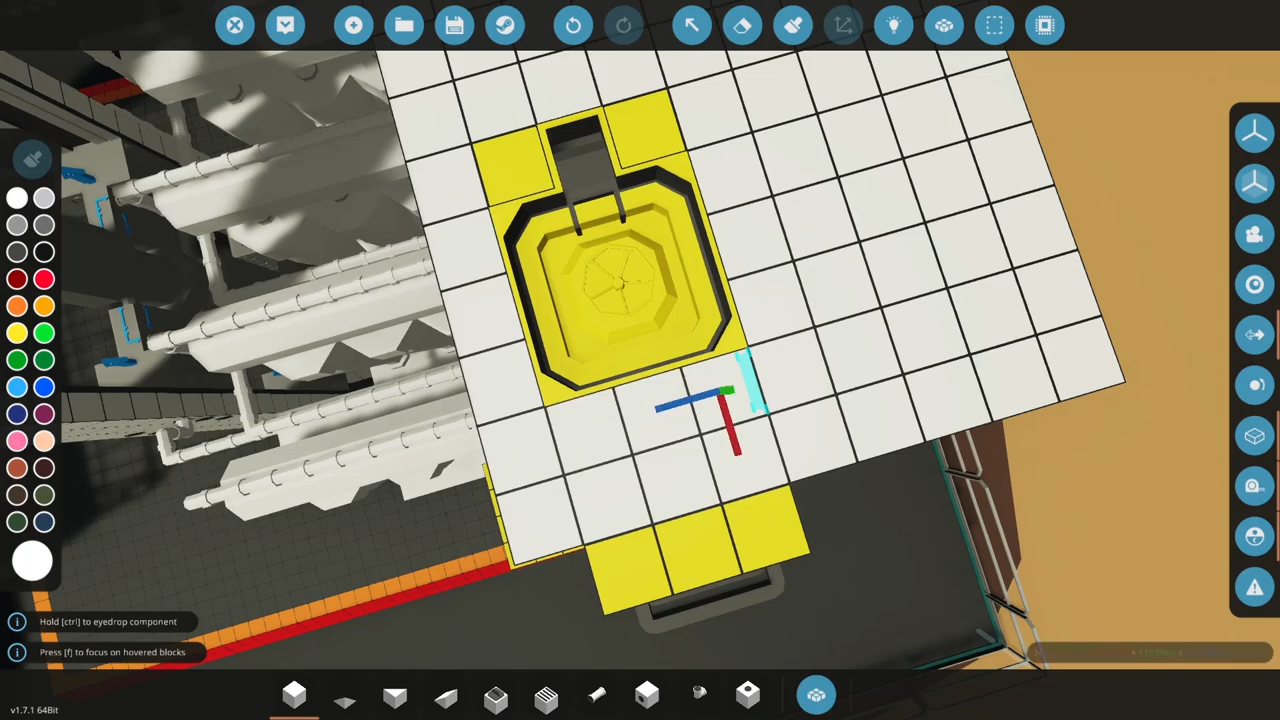 Hold [ctrl] to eyedrop component
Press [f] to focus on hovered blocks
v1.7.1 64Bit